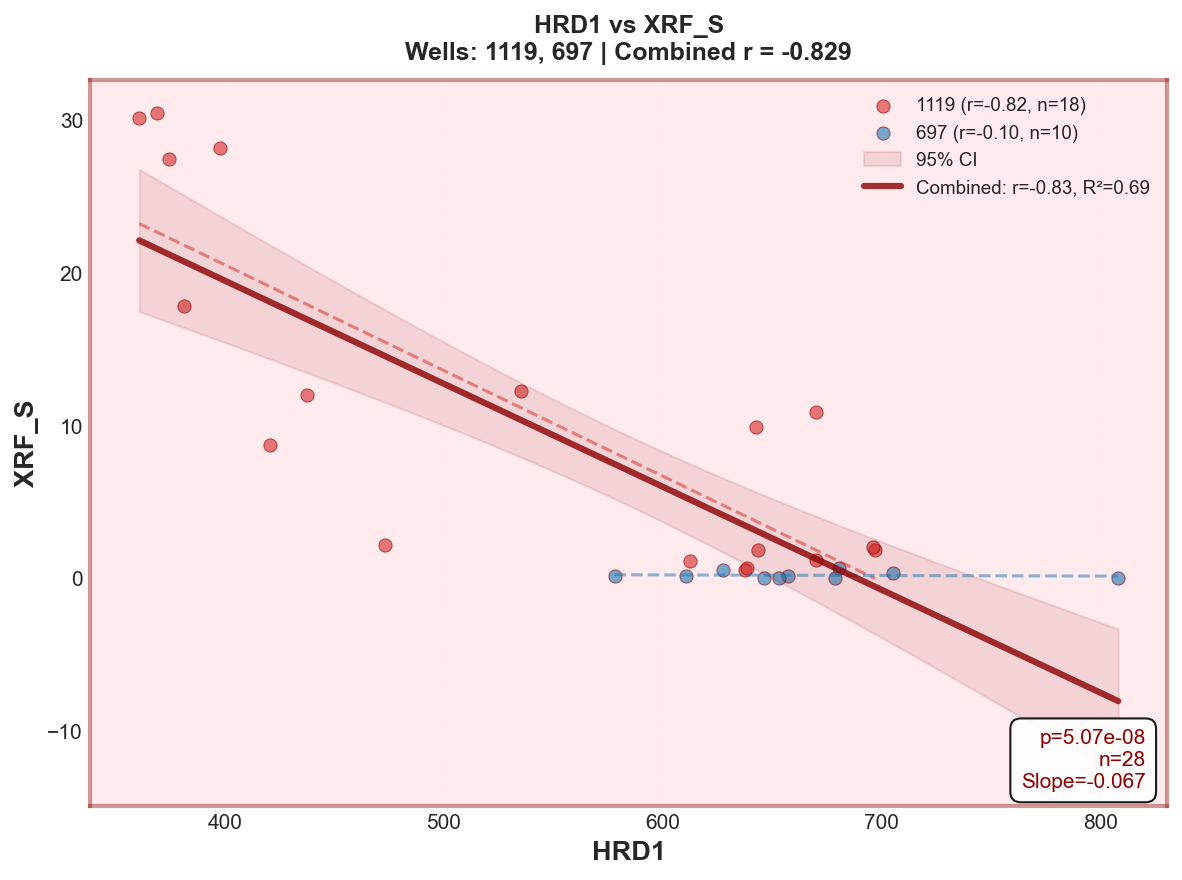 HRD1 vs XRF_S
Wells: 1119, 697 | Combined r = -0.829
1119 (r=-0.82, n=18)
697 (r=-0.10, n=10)
95% CI
Combined: r=-0.83, R²=0.69
XRF_S
30
20
10
0
−10
p=5.07e-08
n=28
Slope=-0.067
400 500 600 700 800
HRD1